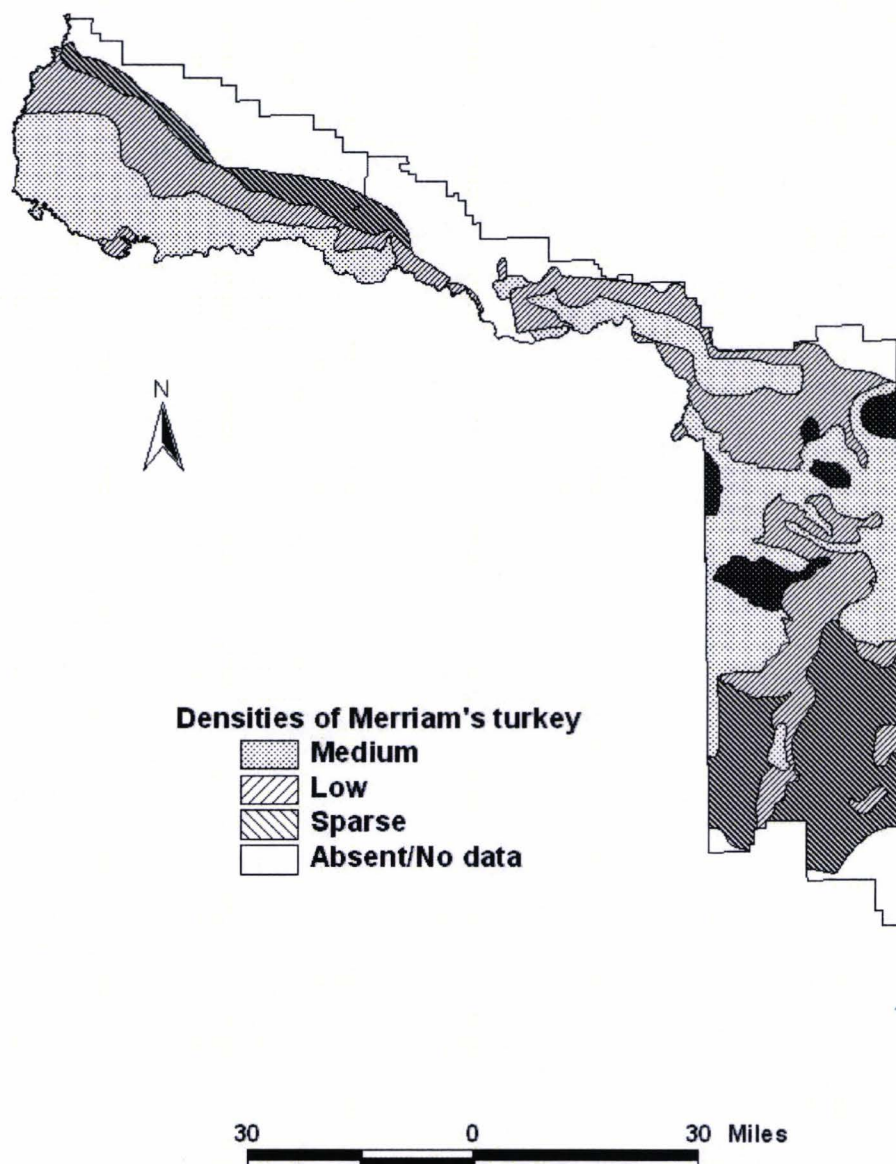 N
Densities of Merriam's turkey
Medium
Low
Sparse
Absent/No data
30 0 30 Miles